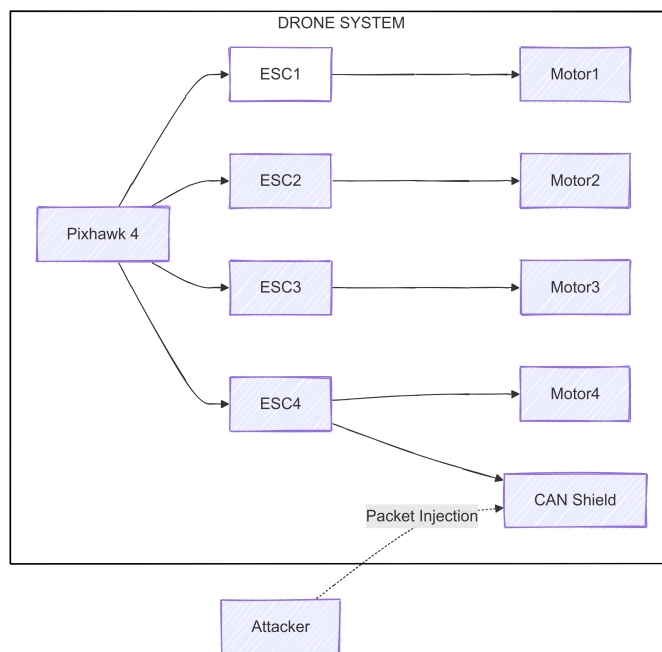 DRONE SYSTEM
ESC1
Motor1
ESC2
Motor2
Pixhawk 4
ESC3
Motor3
ESC4
Motor4
CAN Shield
Packet Injection
Attacker